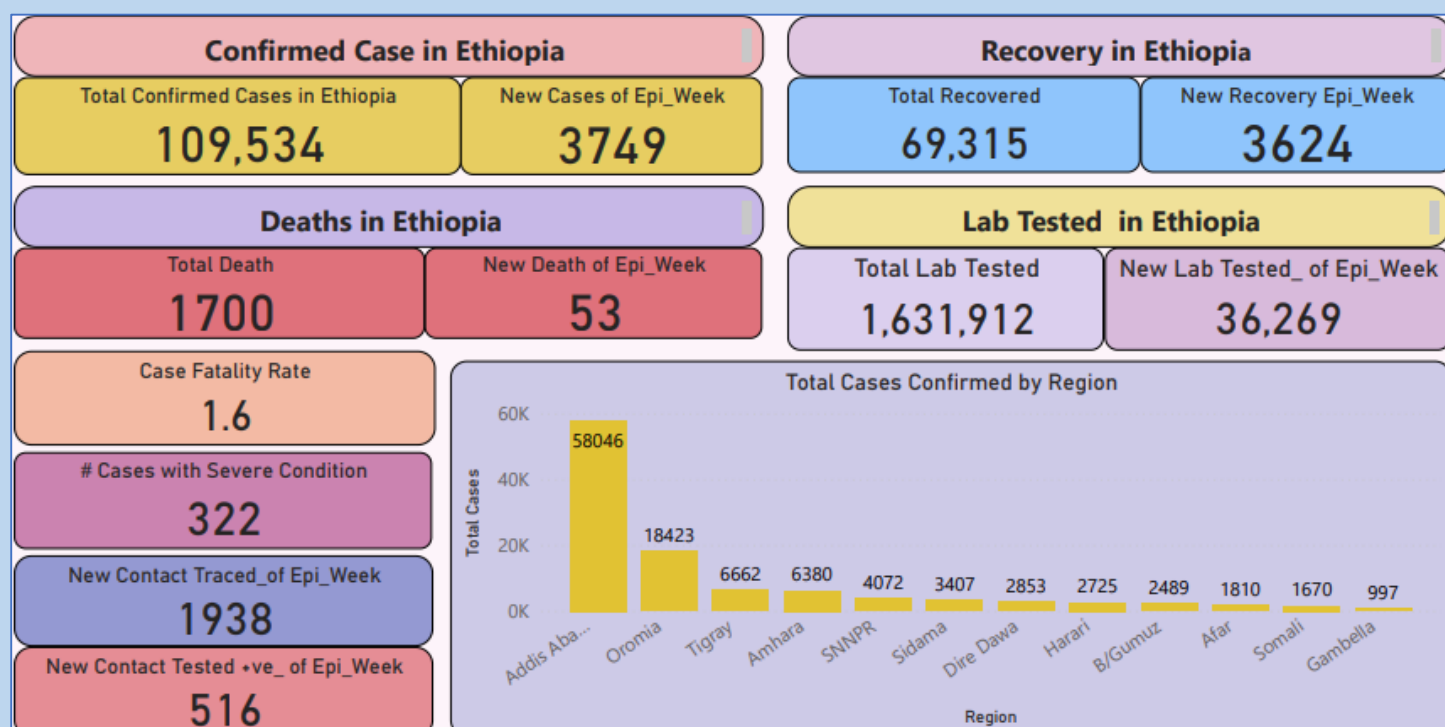 Confirmed Case in Ethiopia
Total Confirmed Cases in Ethiopia
109,534
New Cases of Epi_Week
3749
Recovery in Ethiopia
Total Recovered
69,315
New Recovery Epi_Week
3624
Deaths in Ethiopia
Total Death
1700
New Death of Epi_Week
53
Lab Tested in Ethiopia
Total Lab Tested
1,631,912
New Lab Tested_ of Epi_Week
36,269
Case Fatality Rate
1.6
# Cases with Severe Condition
322
New Contact Traced_of Epi_Week
1938
New Contact Tested +ve_ of Epi_Week
516
Total Cases Confirmed by Region
Total Cases
60K
40K
20K
0K
58046
18423
6662
6380
4072
3407
2853
2725
2489
1810
1670
997
Addis Aba...
Oromia
Tigray
Amhara
SNNPR
Sidama
Dire Dawa
Harari
B/Gumuz
Afar
Somali
Gambella
Region